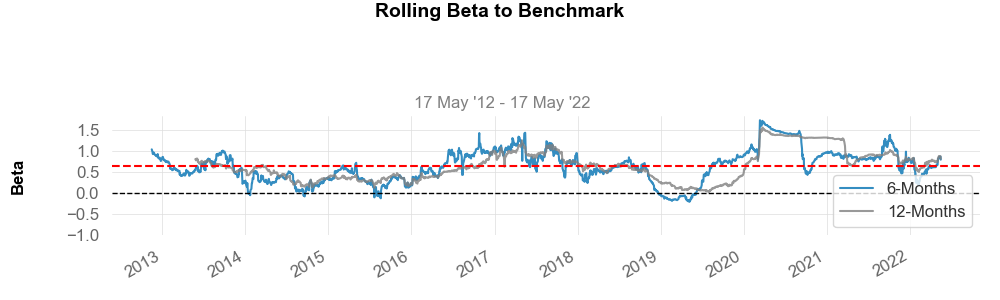 Rolling Beta to Benchmark
17 May '12 - 17 May '22
Beta
1.5
1.0
0.5
0.0
−0.5
−1.0
6-Months
12-Months
2013 2014 2015 2016 2017 2018 2019 2020 2021 2022